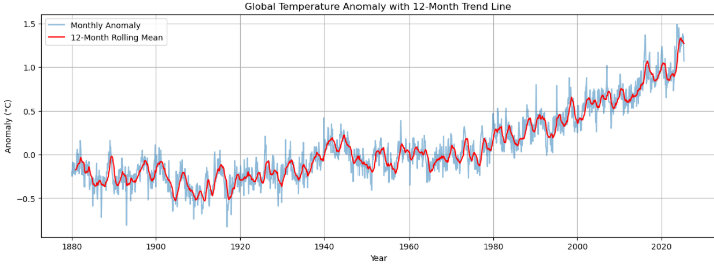 Global Temperature Anomaly with 12-Month Trend Line
Monthly Anomaly
12-Month Rolling Mean
Anomaly (°C)
1.5
1.0
0.5
0.0
−0.5
1880 1900 1920 1940 1960 1980 2000 2020
Year